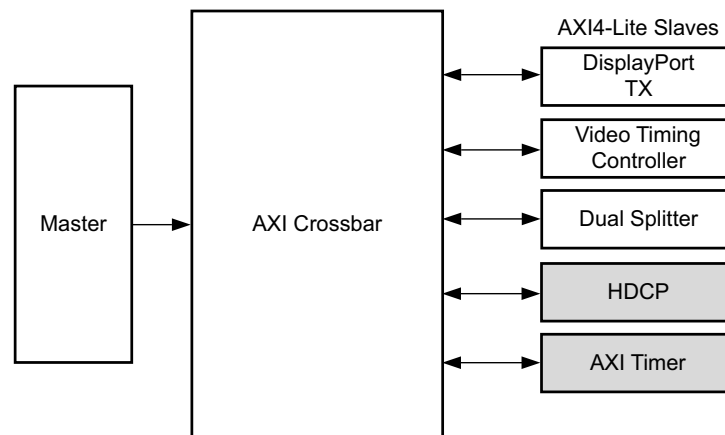 AXI4-Lite Slaves
DisplayPort
TX
Video Timing
Controller
Master
AXI Crossbar
Dual Splitter
HDCP
AXI Timer